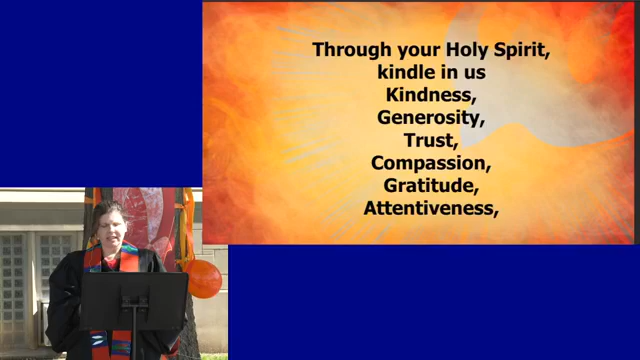 Through your Holy Spirit,
kindle in us
Kindness,
Generosity,
Trust,
Compassion,
Gratitude,
Attentiveness,